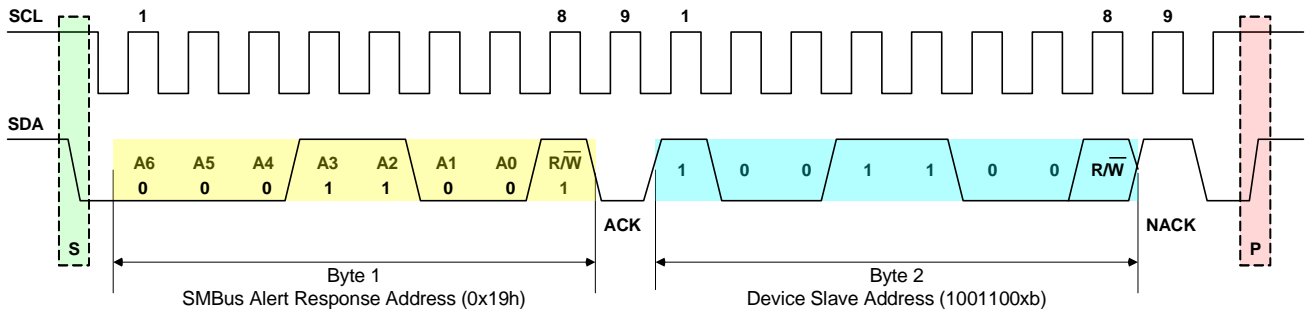 SCL
1 8 9 1 8 9
SDA
A6 A5 A4 A3 A2 A1 A0 R/W̅ 1 0 0 1 1 0 0 R/W̅
0 0 0 1 1 0 0 1
ACK NACK
S P
Byte 1 Byte 2
SMBus Alert Response Address (0x19h) Device Slave Address (1001100xb)